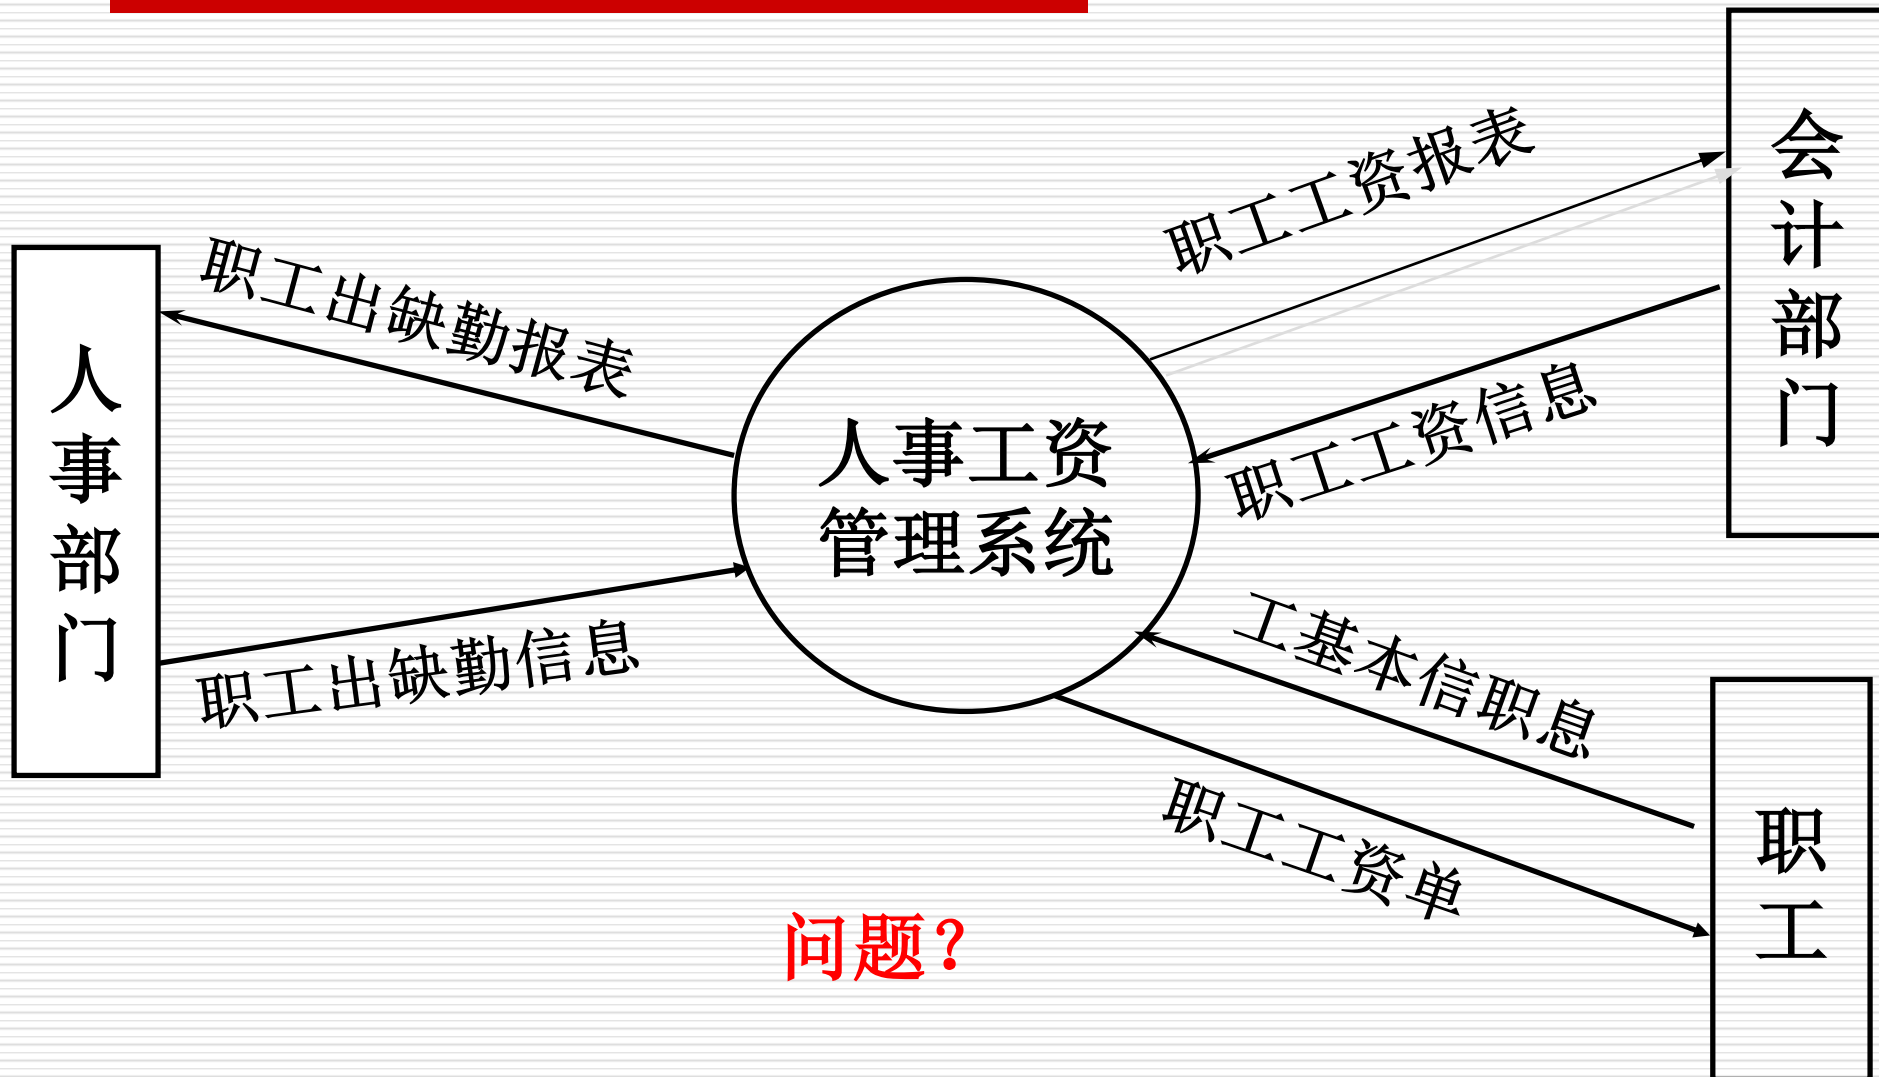 职工工资报表
会计部门
职工出缺勤报表
人事部门
人事工资
管理系统
职工工资信息
职工出缺勤信息
工基本信职息
职工工资单
职工
问题？